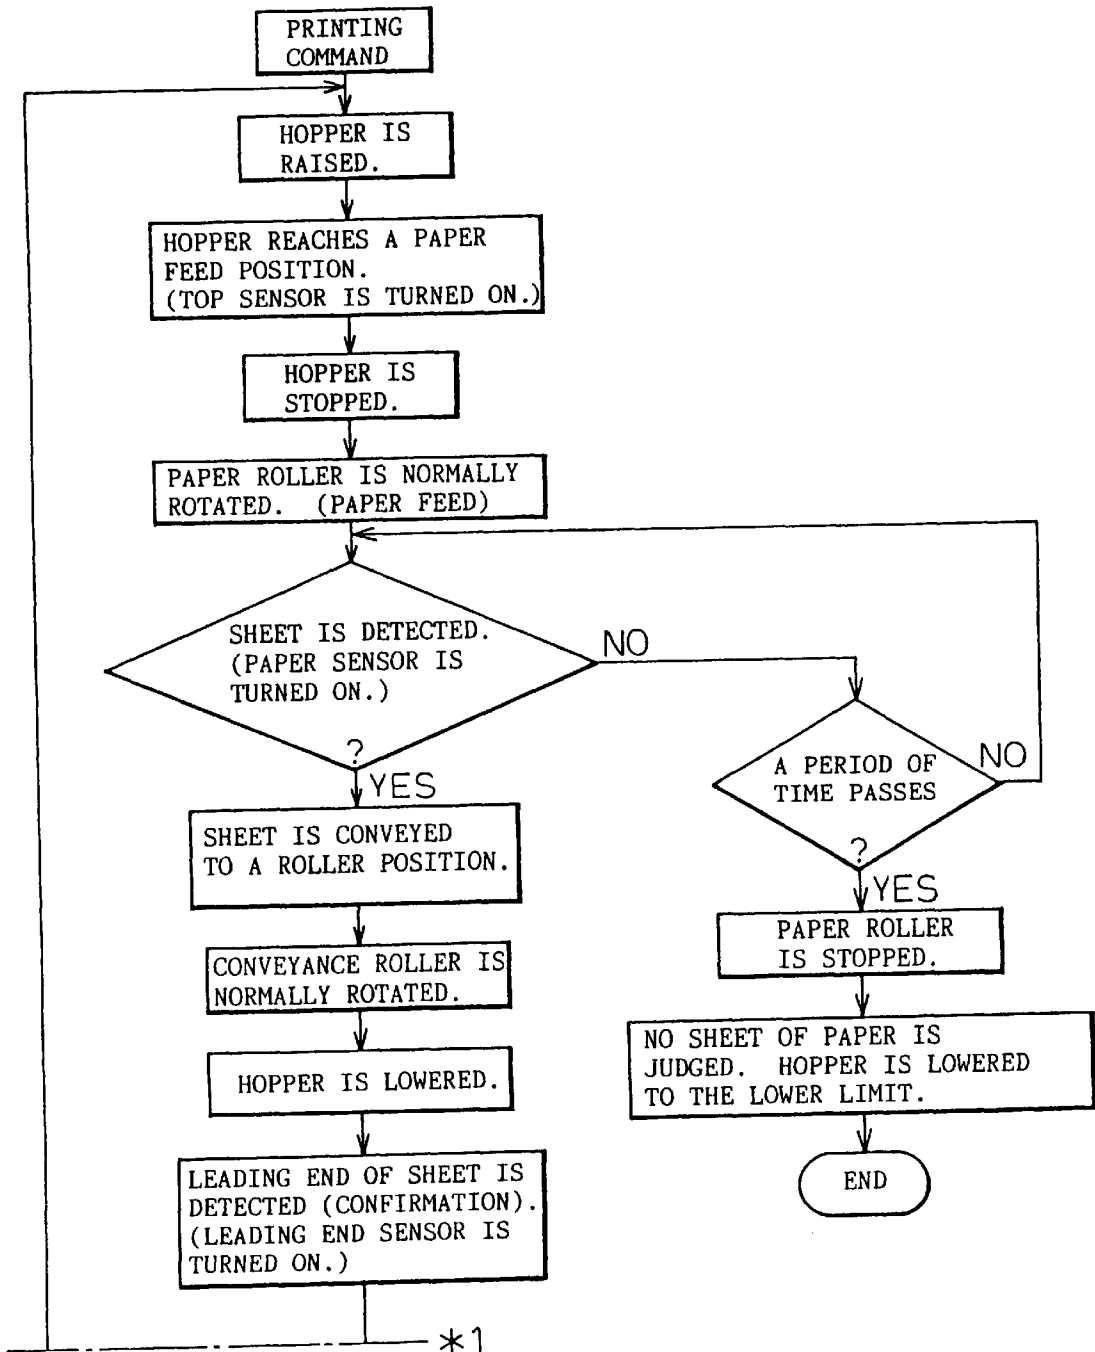 PRINTING
COMMAND
HOPPER IS
RAISED.
HOPPER REACHES A PAPER
FEED POSITION.
(TOP SENSOR IS TURNED ON.)
HOPPER IS
STOPPED.
PAPER ROLLER IS NORMALLY
ROTATED. (PAPER FEED)
SHEET IS DETECTED.
(PAPER SENSOR IS
TURNED ON.)
?
NO
YES
A PERIOD OF
TIME PASSES
?
NO
YES
SHEET IS CONVEYED
TO A ROLLER POSITION.
PAPER ROLLER
IS STOPPED.
CONVEYANCE ROLLER IS
NORMALLY ROTATED.
NO SHEET OF PAPER IS
JUDGED. HOPPER IS LOWERED
TO THE LOWER LIMIT.
HOPPER IS LOWERED.
END
LEADING END OF SHEET IS
DETECTED (CONFIRMATION).
(LEADING END SENSOR IS
TURNED ON.)
*1